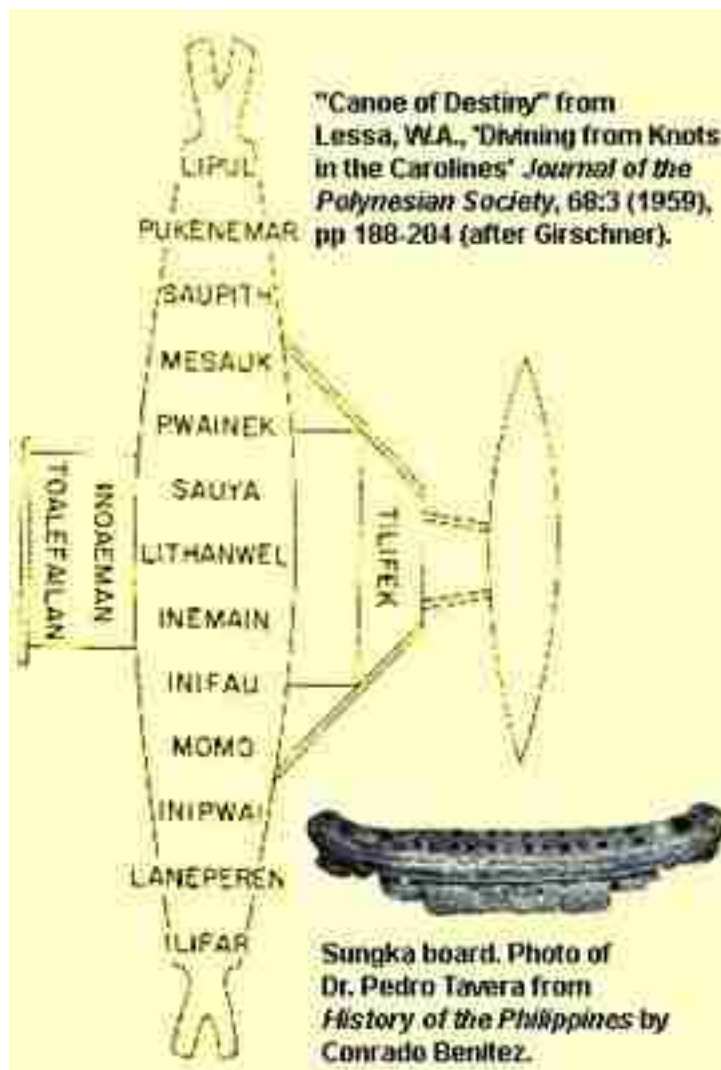 "Canoe of Destiny" from
Lessa, W.A., "Divining from Knots
in the Carolines" Journal of the
Polynesian Society, 68:3 (1959),
pp 188-204 (after Girschner).
LIPUL
PUKENEMAR
SAUPITH
MESAUK
PWAINEK
SAUYA
LITHANWEL
INEMAIN
INIFAU
MOMO
INIPWAI
LANEPEREN
ILIFAR
TOALEFAILAN
INOAEMAN
TILIFEK
Sungka board. Photo of
Dr. Pedro Tavera from
History of the Philippines by
Conrado Benitez.